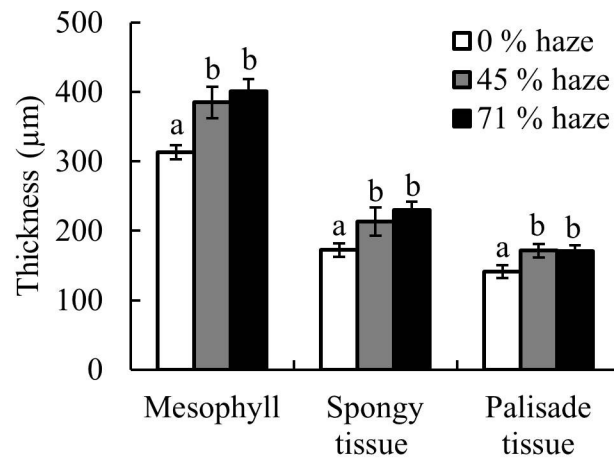 500
400
300
200
100
0
Thickness (μm)
0 % haze
45 % haze
71 % haze
a
b
b
a
b
b
a
b
b
Mesophyll
Spongy
tissue
Palisade
tissue